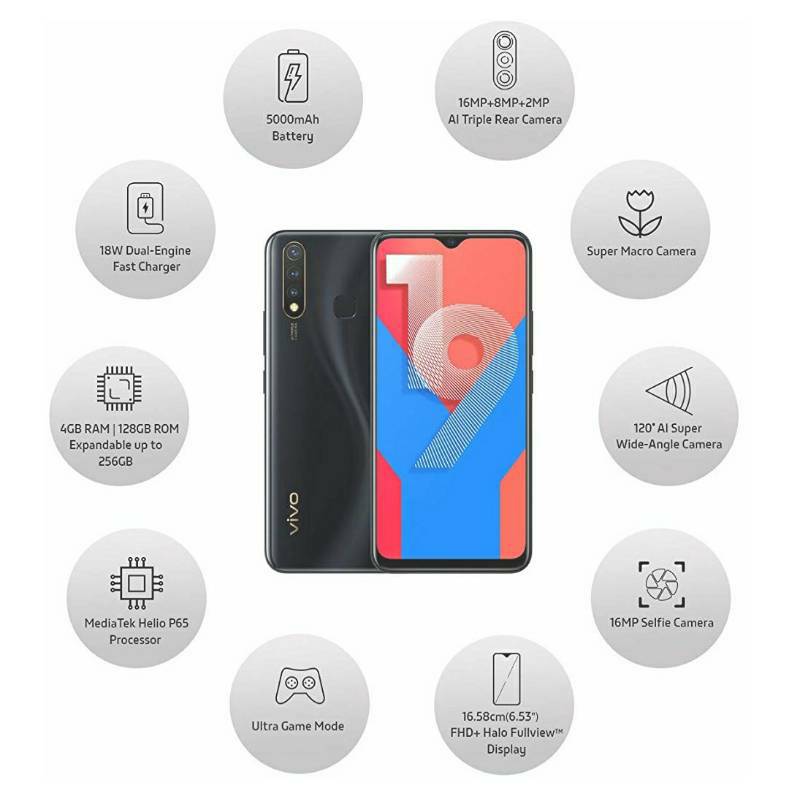 5000mAh
Battery
16MP+8MP+2MP
AI Triple Rear Camera
18W Dual-Engine
Fast Charger
Super Macro Camera
19
4GB RAM | 128GB ROM
Expandable up to
256GB
120° AI Super
Wide-Angle Camera
vivo
MediaTek Helio P65
Processor
16MP Selfie Camera
Ultra Game Mode
16.58cm(6.53")
FHD+ Halo Fullview™
Display